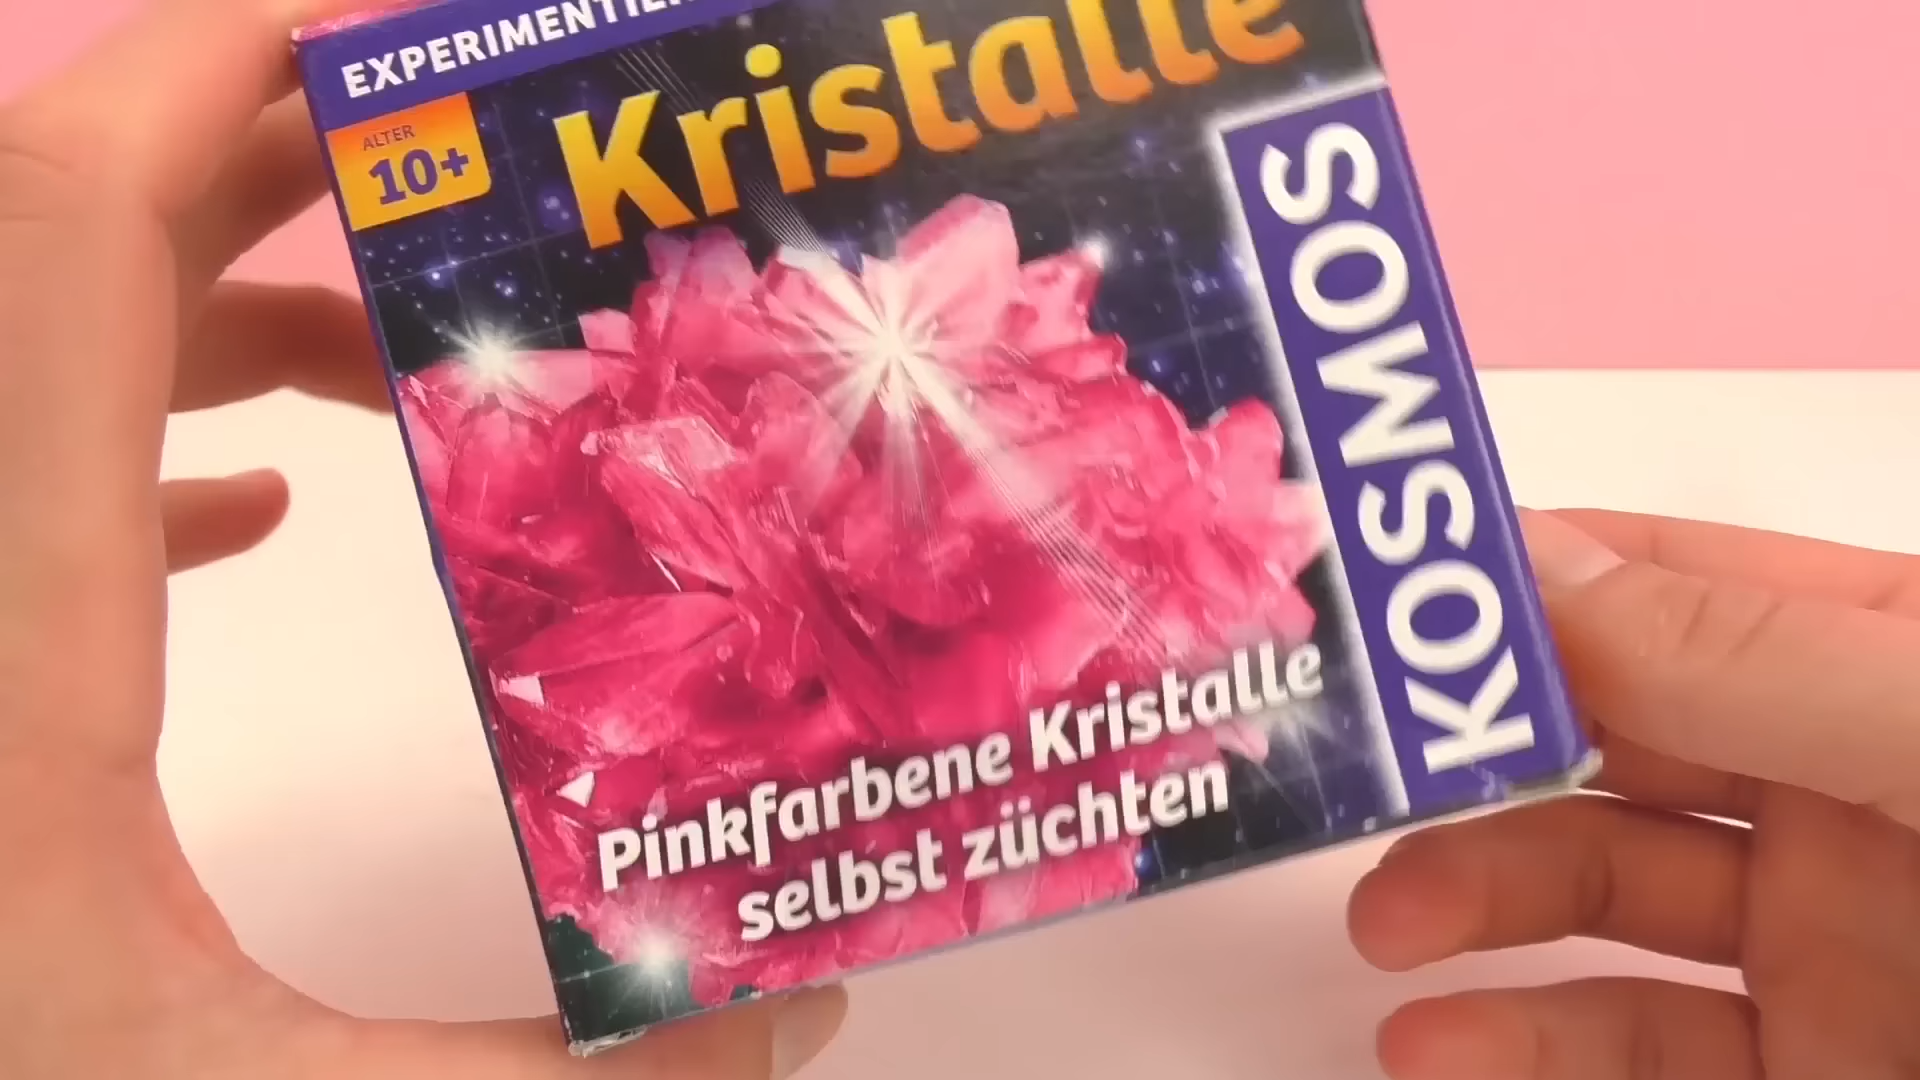 Kristalle
ALTER
10+
KOSMOS
Pinkfarbene Kristalle
selbst züchten